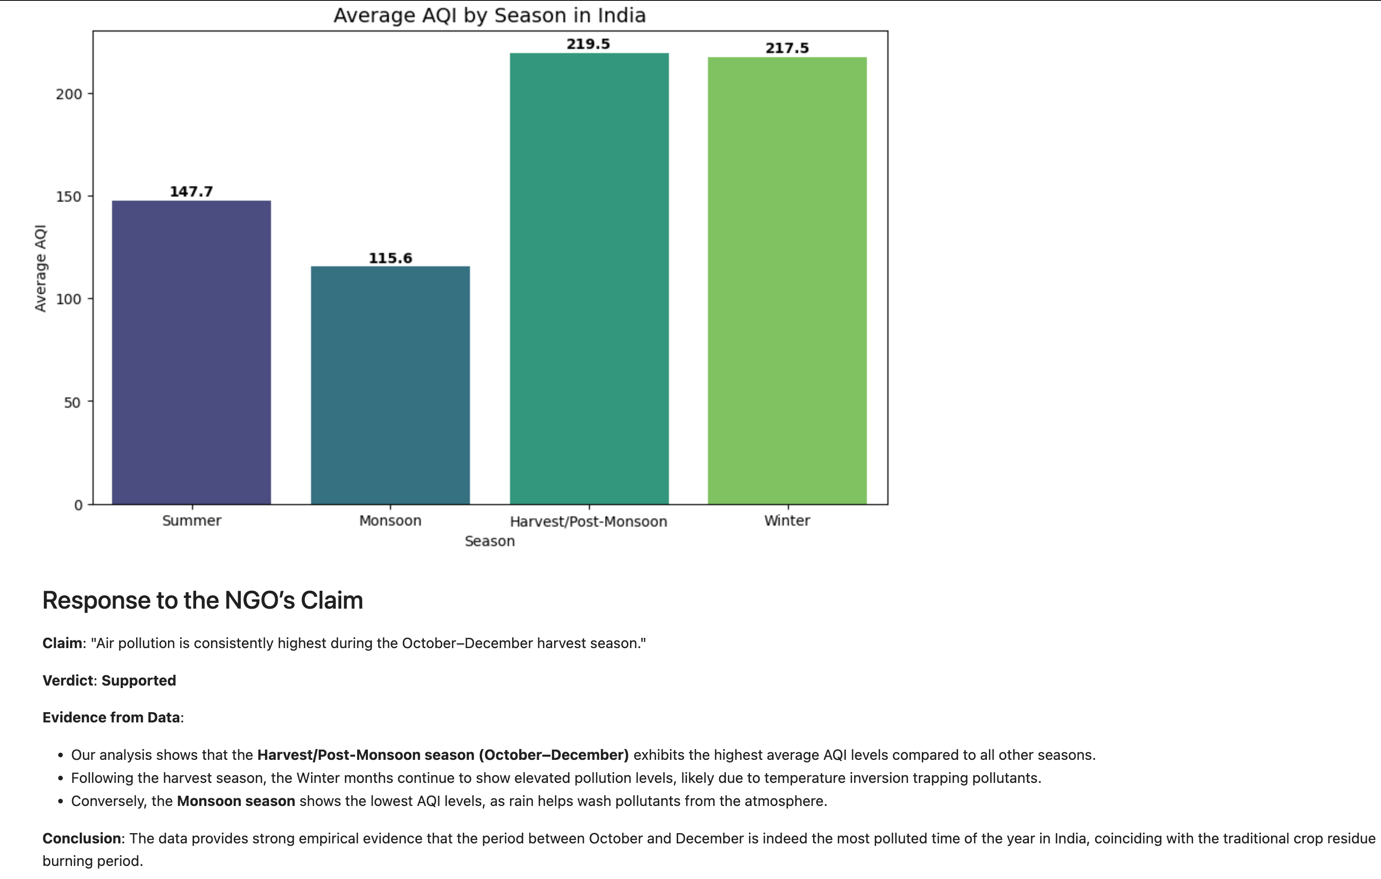 Average AQI by Season in India
219.5
217.5
200
147.7
150
115.6
100
50
0
Average AQI
Summer
Monsoon
Harvest/Post-Monsoon
Winter
Season
Response to the NGO’s Claim
Claim: "Air pollution is consistently highest during the October–December harvest season."
Verdict: Supported
Evidence from Data:
• Our analysis shows that the Harvest/Post-Monsoon season (October–December) exhibits the highest average AQI levels compared to all other seasons.
• Following the harvest season, the Winter months continue to show elevated pollution levels, likely due to temperature inversion trapping pollutants.
• Conversely, the Monsoon season shows the lowest AQI levels, as rain helps wash pollutants from the atmosphere.
Conclusion: The data provides strong empirical evidence that the period between October and December is indeed the most polluted time of the year in India, coinciding with the traditional crop residue
burning period.